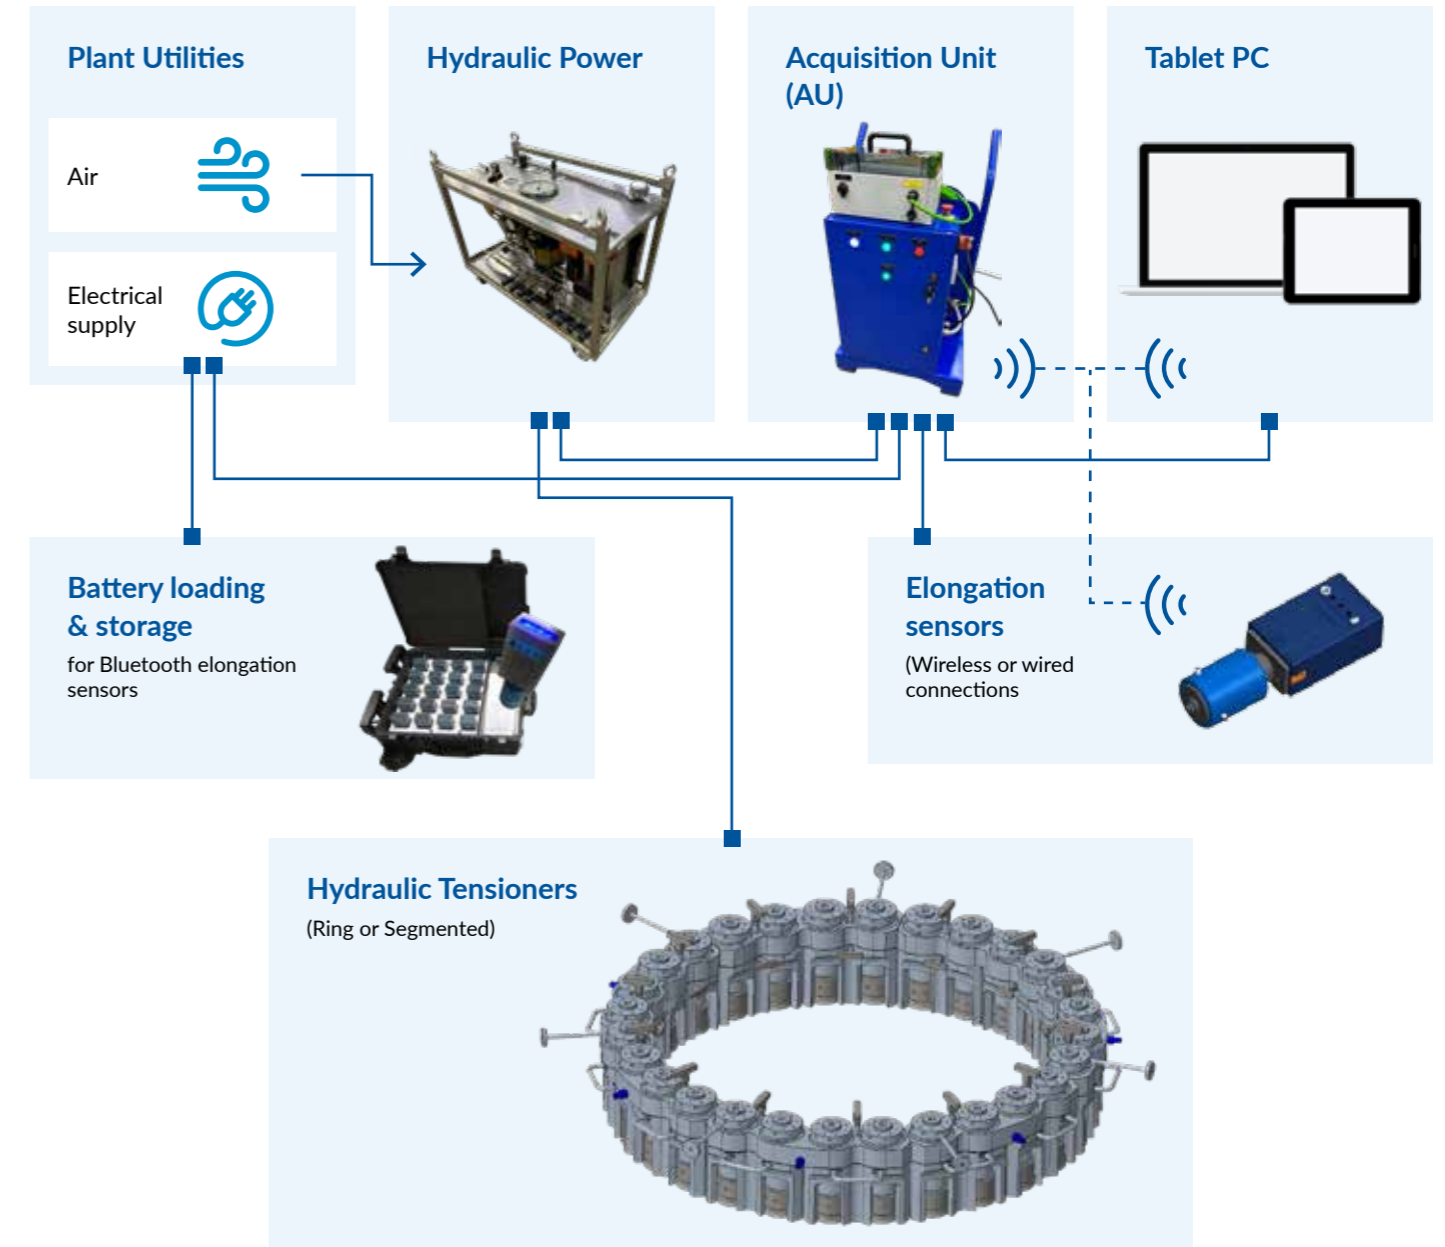 Plant Utilities
Air
Electrical
supply
Hydraulic Power
Acquisition Unit
(AU)
Tablet PC
Battery loading
& storage
for Bluetooth elongation
sensors
Elongation
sensors
(Wireless or wired
connections
Hydraulic Tensioners
(Ring or Segmented)